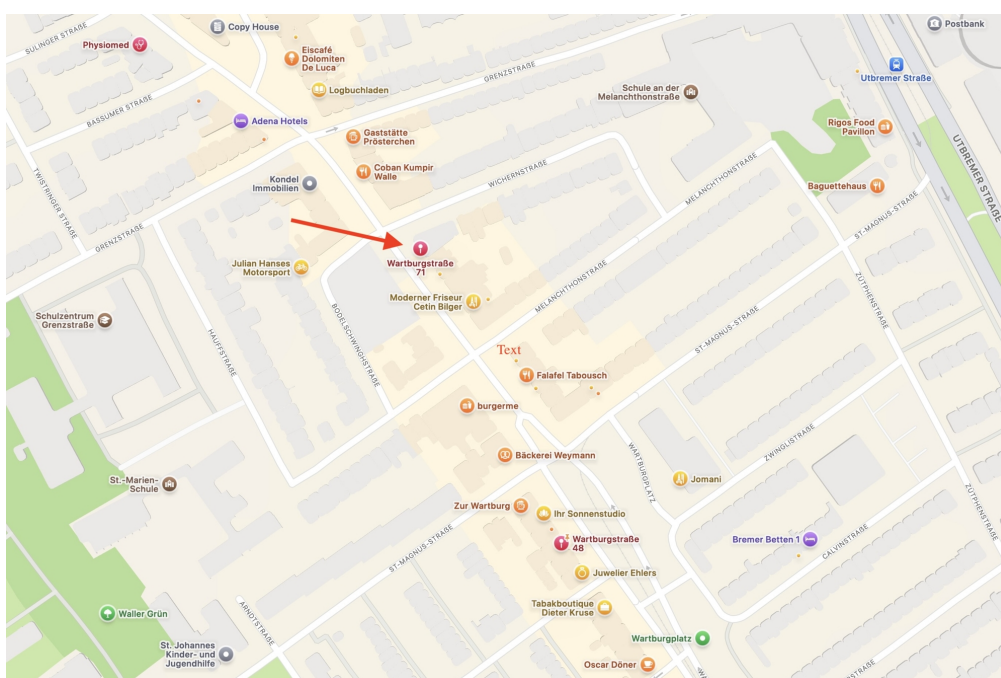 Copy House
Postbank
SULINGER STRAßE
Physiomed
Eiscafé
Dolomiten
De Luca
GRENZSTRAßE
Utbremer Straße
Logbuchladen
Schule an der
Melanchthonstraße
BASSUMER STRAßE
Adena Hotels
Gaststätte
Prösterchen
Rigos Food
Pavillon
UTBREMER STRAßE
Coban Kumpir
Walle
WICHERNSTRAßE
Kondel
Immobilien
MELANCHTHONSTRAßE
Baguettehaus
TWISTRINGER STRAßE
ST.-MAGNUS-STRAßE
GRENZSTRAßE
Wartburgstraße
71
Julian Hanses
Motorsport
MELANCHTHONSTRAßE
ZÜTPHENSTRAßE
Moderner Friseur
Cetin Bilger
Schulzentrum
Grenzstraße
BODELSCHWINGHSTRAßE
HAUFFSTRAßE
ST.-MAGNUS-STRAßE
Text
Falafel Tabousch
burgerme
Bäckerei Weymann
WARTBURGPLATZ
ZWINGLISTRAßE
St.-Marien-
Schule
Jomani
Zur Wartburg
Ihr Sonnenstudio
ZÜTPHENSTRAßE
Wartburgstraße
48
Bremer Betten 1
CALVINSTRAßE
ST.-MAGNUS-STRAßE
Juwelier Ehlers
Waller Grün
ARNDTSTRAßE
Tabakboutique
Dieter Kruse
Wartburgplatz
St. Johannes
Kinder- und
Jugendhilfe
Oscar Döner